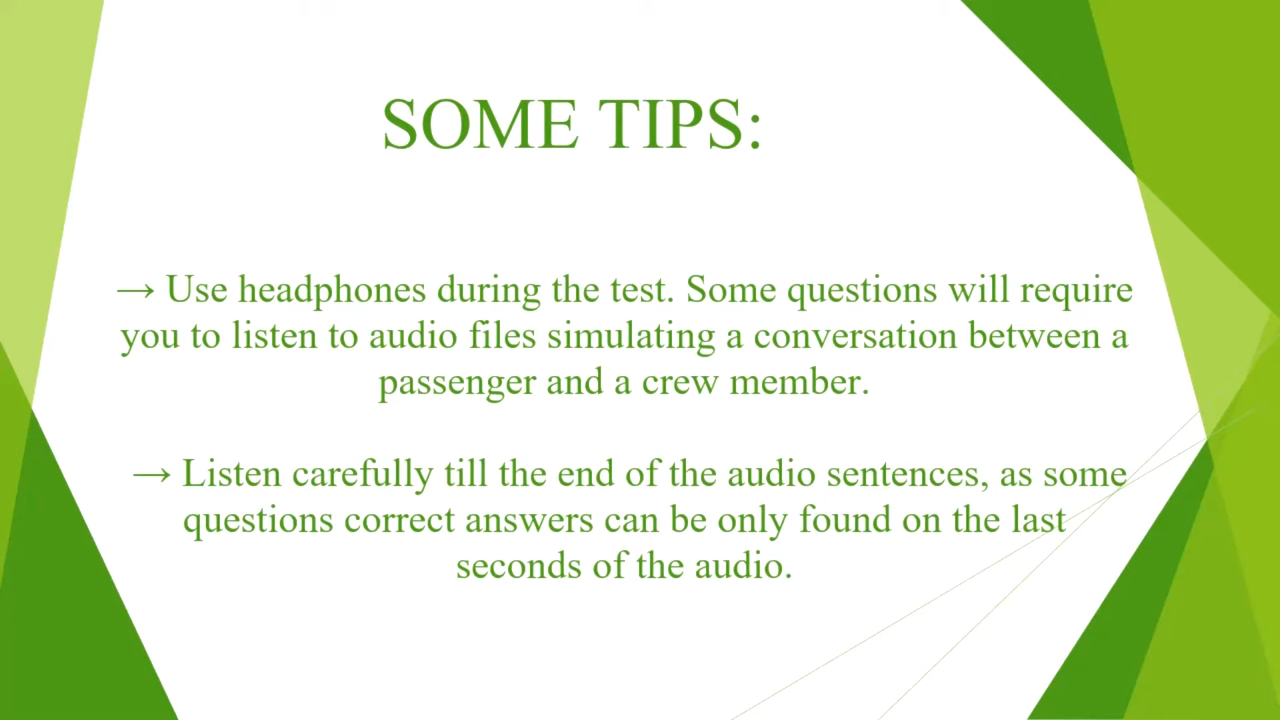 SOME TIPS:
→ Use headphones during the test. Some questions will require
you to listen to audio files simulating a conversation between a
passenger and a crew member.
→ Listen carefully till the end of the audio sentences, as some
questions correct answers can be only found on the last
seconds of the audio.